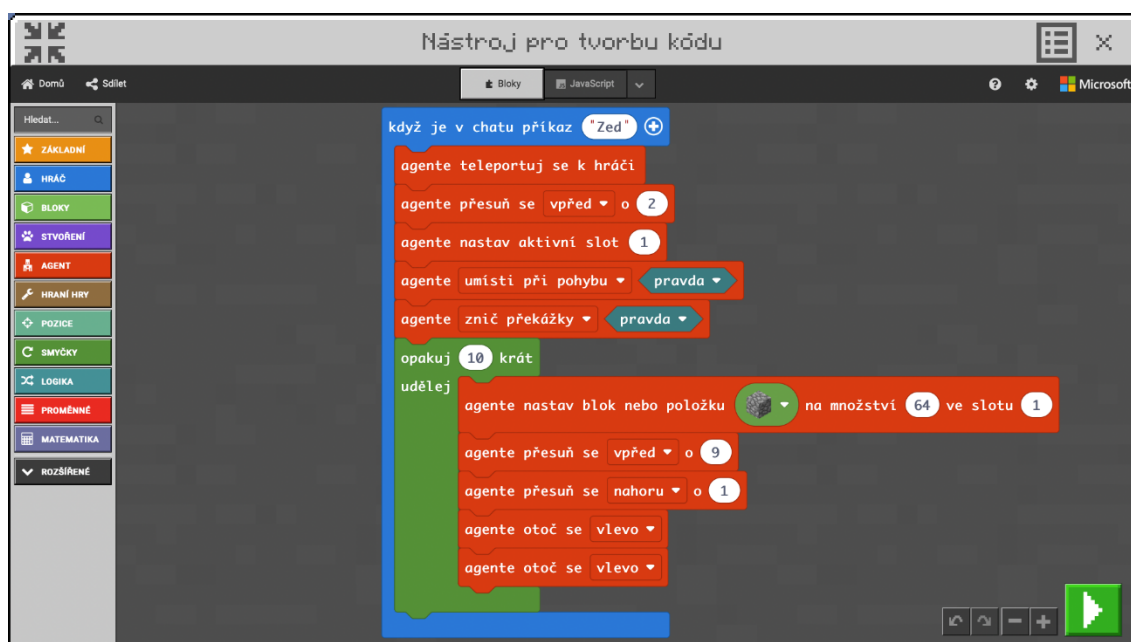 Nástroj pro tvorbu kódu
Domů Sdílet Bloky JavaScript Microsoft
Hledat...
ZÁKLADNÍ
HRÁČ
BLOKY
STVOŘENÍ
AGENT
HRANÍ HRY
POZICE
SMYČKY
LOGIKA
PROMĚNNÉ
MATEMATIKA
ROZŠÍŘENÉ
když je v chatu příkaz "Zed"
agente teleportuj se k hráči
agente přesuň se vpřed o 2
agente nastav aktivní slot 1
agente umísti při pohybu pravda
agente znič překážky pravda
opakuj 10 krát
udělej
agente nastav blok nebo položku na množství 64 ve slotu 1
agente přesuň se vpřed o 9
agente přesuň se nahoru o 1
agente otoč se vlevo
agente otoč se vlevo